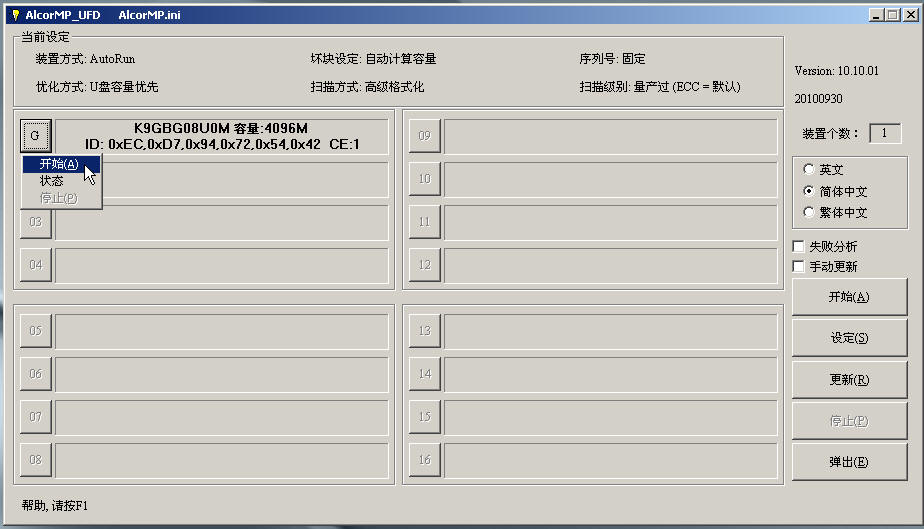 AlcorMP_UFD AlcorMP.ini
当前设定
装置方式: AutoRun 坏块设定: 自动计算容量 序列号: 固定
优化方式: U盘容量优先 扫描方式: 高级格式化 扫描级别: 量产过 (ECC = 默认)
G
K9GBG08U0M 容量:4096M
ID: 0xEC,0xD7,0x94,0x72,0x54,0x42 CE:1
开始(A)
状态
停止(P)
03
04
09
10
11
12
05
06
07
08
13
14
15
16
Version: 10.10.01
20100930
装置个数: 1
英文
简体中文
繁体中文
失败分析
手动更新
开始(A)
设定(S)
更新(R)
停止(P)
弹出(E)
帮助, 请按F1